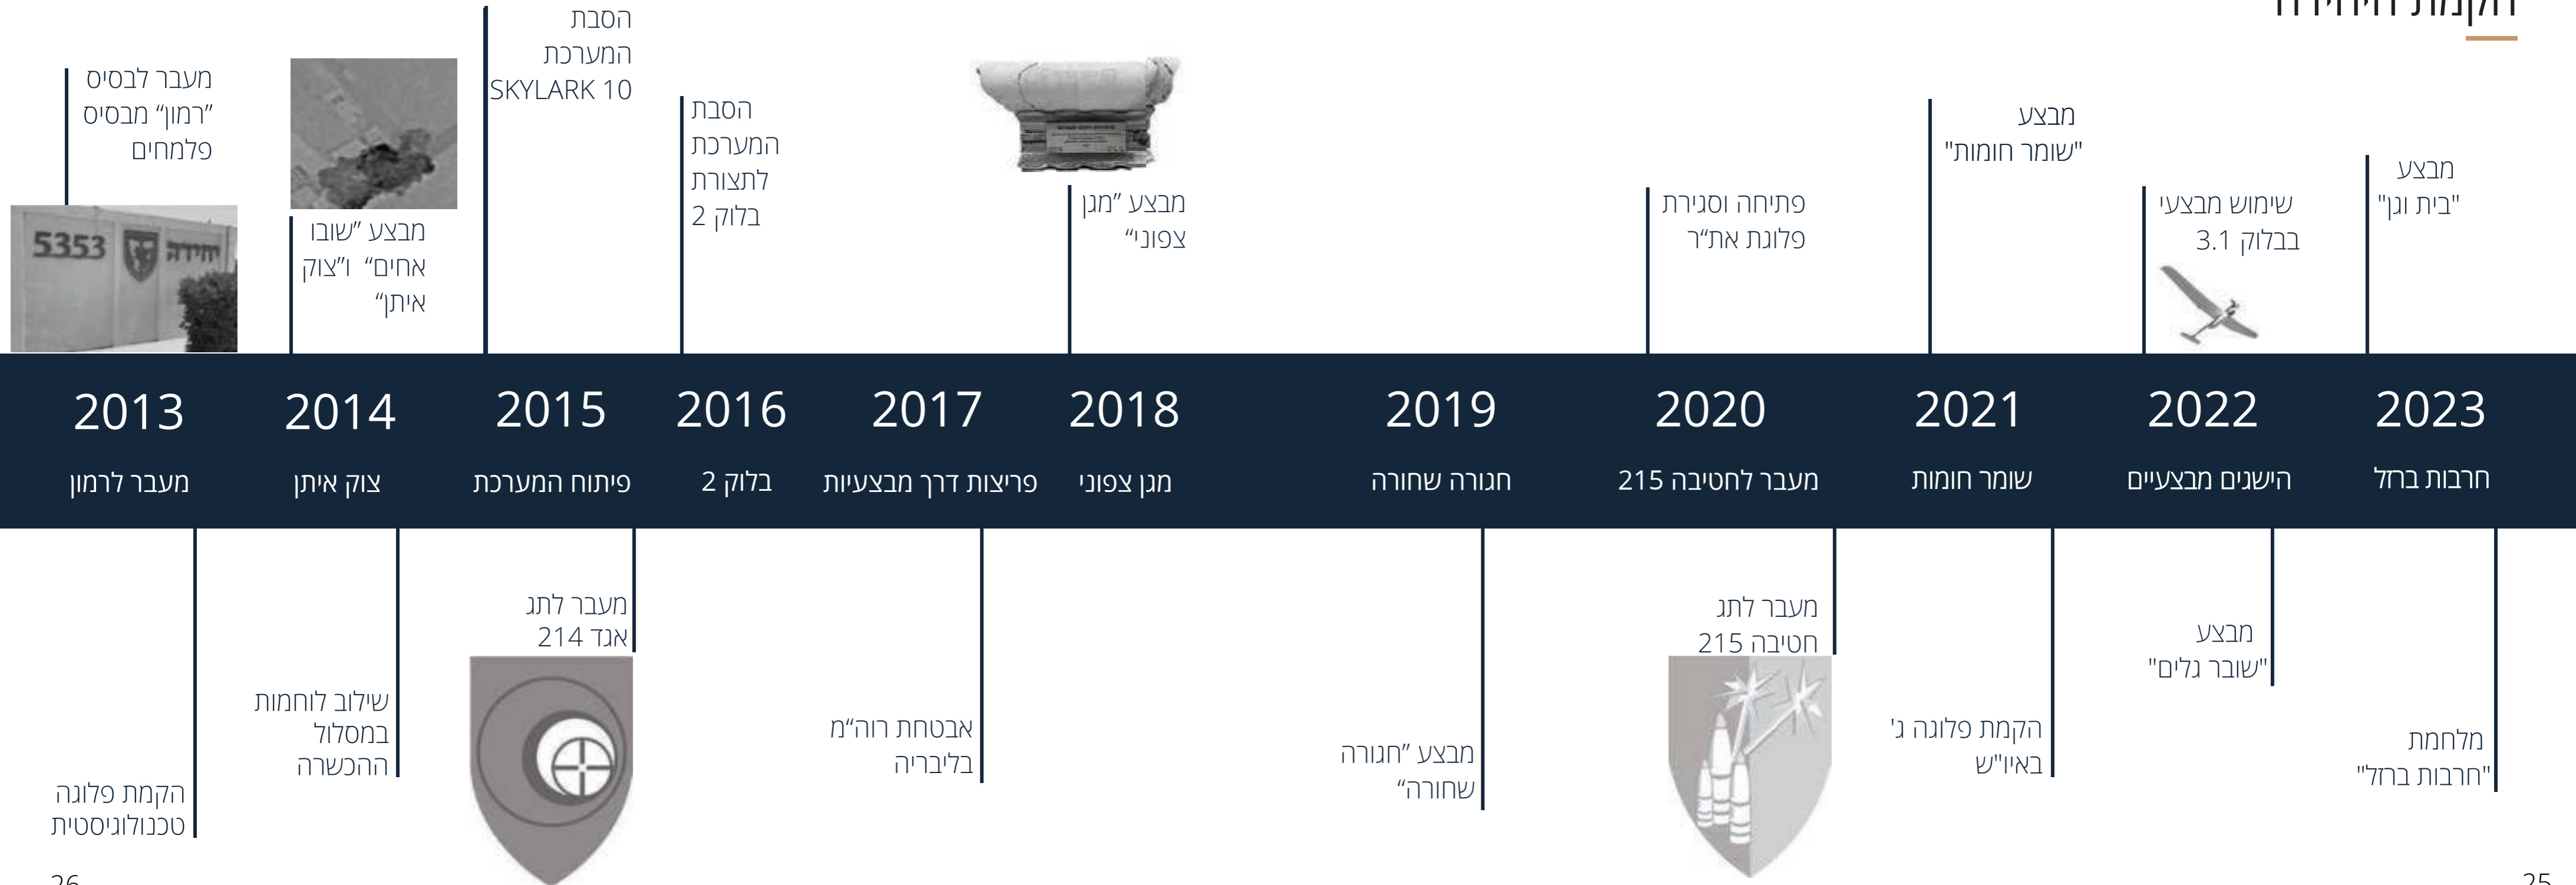 הקמת היחידה
מעבר לבסיס
"רמון" מבסיס
פלמחים
5353 יחידה
מבצע "שובו
אחים" ו"צוק
איתן"
הסבת
המערכת
SKYLARK 10
הסבת
המערכת
לתצורת
בלוק 2
מבצע "מגן
צפוני"
פתיחה וסגירת
פלוגת את"ר
מבצע
"שומר חומות"
שימוש מבצעי
בבלוק 3.1
מבצע
"בית וגן"
2013
מעבר לרמון
2014
צוק איתן
2015
פיתוח המערכת
2016
בלוק 2
2017
פריצות דרך מבצעיות
2018
מגן צפוני
2019
חגורה שחורה
2020
מעבר לחטיבה 215
2021
שומר חומות
2022
הישגים מבצעיים
2023
חרבות ברזל
הקמת פלוגה
טכנולוגיסטית
שילוב לוחמות
במסלול
ההכשרה
מעבר לתג
אגד 214
אבטחת רוה"מ
בליבריה
מבצע "חגורה
שחורה"
מעבר לתג
חטיבה 215
הקמת פלוגה ג'
באיו"ש
מבצע
"שובר גלים"
מלחמת
"חרבות ברזל"
26
25